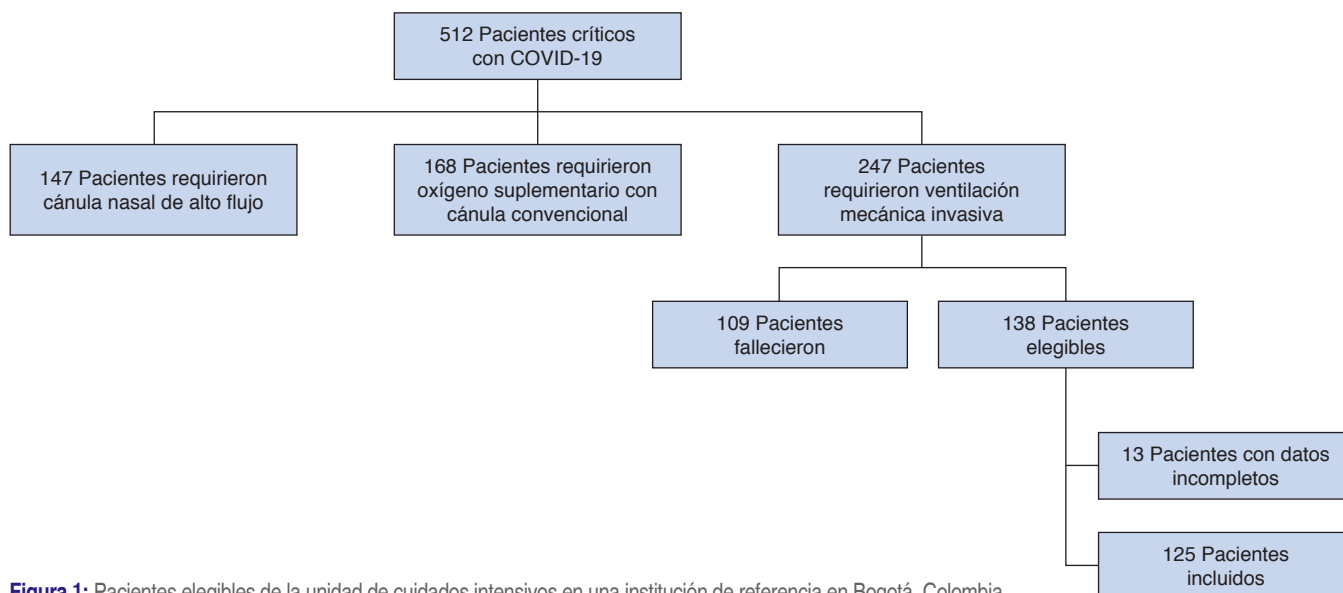 512 Pacientes críticos
con COVID-19
147 Pacientes requirieron
cánula nasal de alto flujo
168 Pacientes requirieron
oxígeno suplementario con
cánula convencional
247 Pacientes
requirieron ventilación
mecánica invasiva
109 Pacientes
fallecieron
138 Pacientes
elegibles
13 Pacientes con datos
incompletos
125 Pacientes
incluidos
Figura 1: Pacientes elegibles de la unidad de cuidados intensivos en una institución de referencia en Bogotá, Colombia